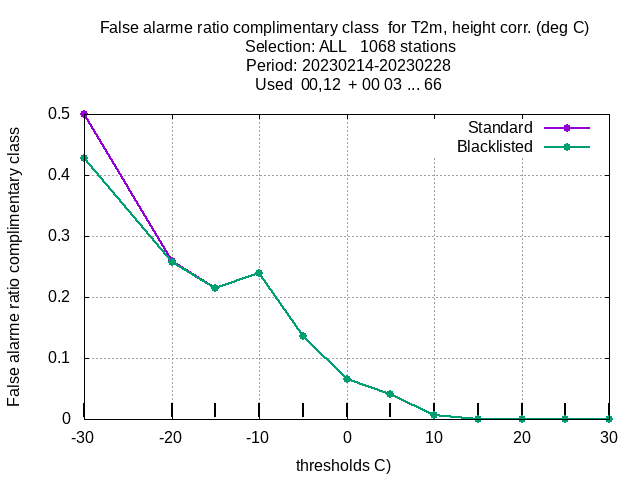 False alarme ratio complimentary class  for T2m, height corr. (deg C)
Selection: ALL   1068 stations
Period: 20230214-20230228
Used  00,12  + 00 03 ... 66
False alarme ratio complimentary class
0.5
0.4
0.3
0.2
0.1
0
Standard
Blacklisted
-30 -20 -10 0 10 20 30
thresholds C)